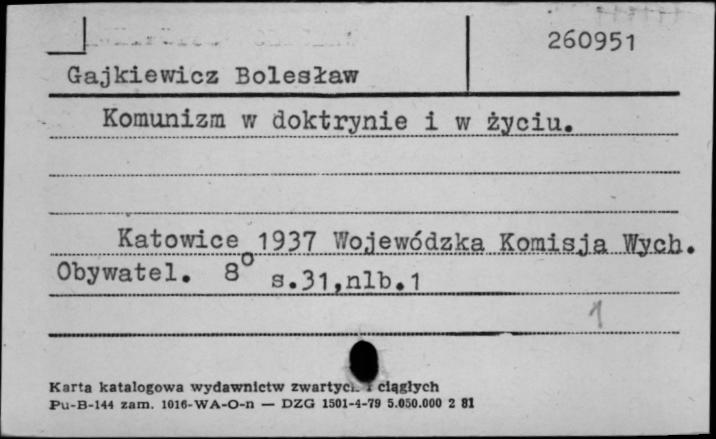 260951
Gajkiewicz Bolesław
Komunizm w doktrynie i w życiu.
Katowice 1937 Wojewódzka Komisja Wych.
Obywatel. 8° s.31,nlb.1
1
Karta katalogowa wydawnictw zwartych i ciągłych
Pu-B-144 zam. 1016-WA-O-n — DZG 1501-4-79 5.050.000 2 81